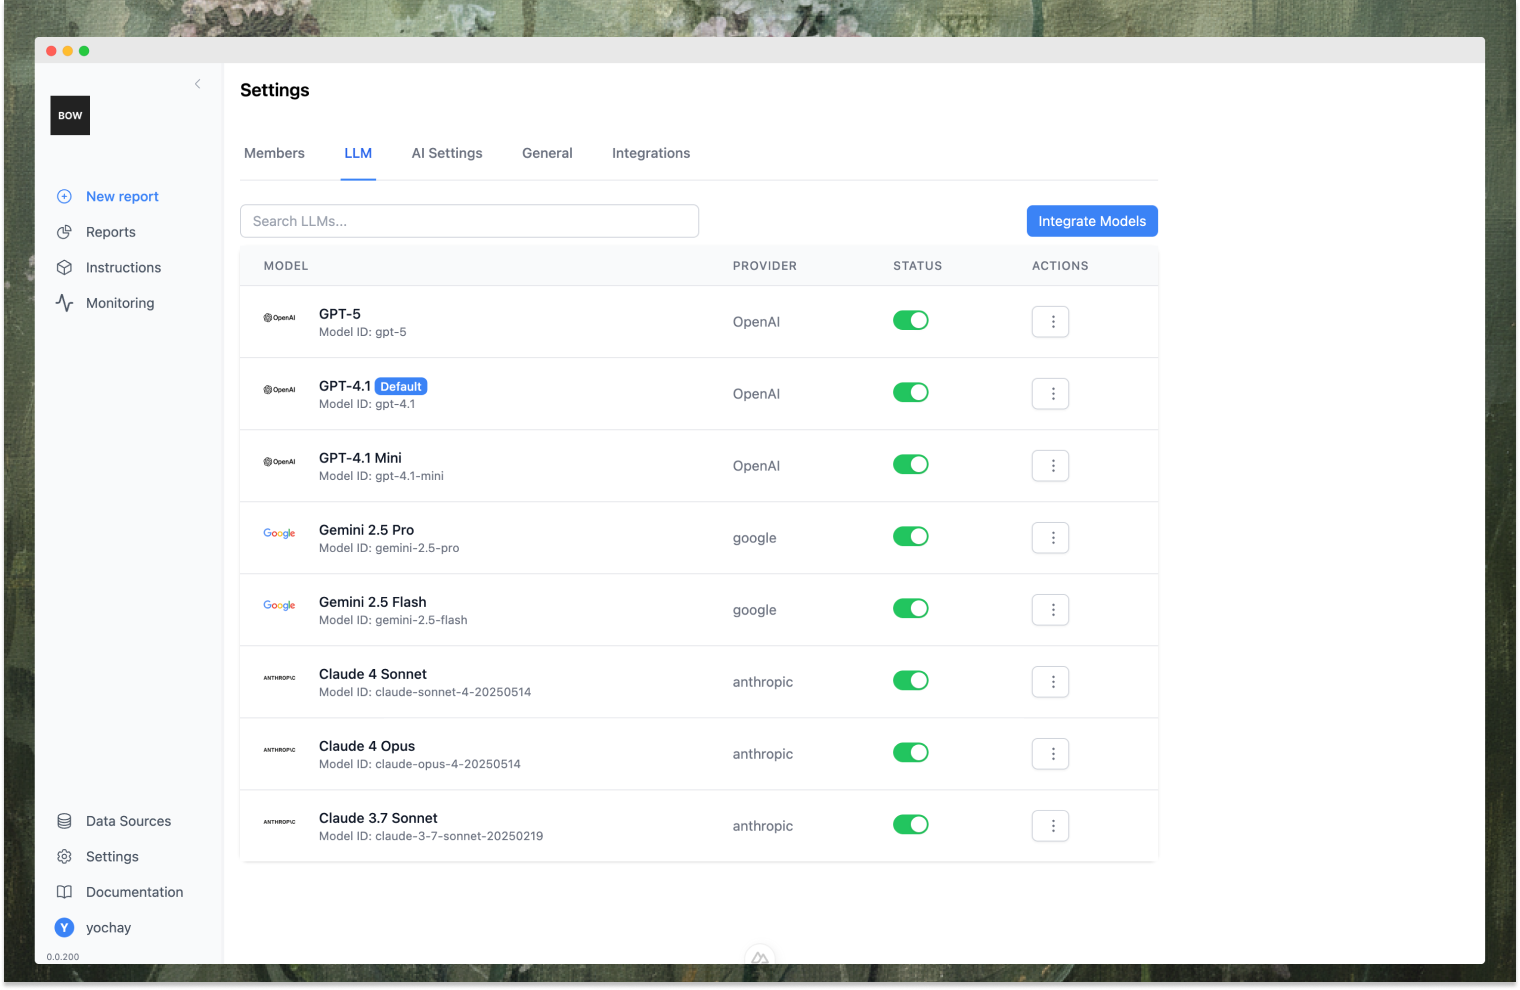 BOW
New report
Reports
Instructions
Monitoring
Data Sources
Settings
Documentation
Y yochay
0.0.200
Settings
Members LLM AI Settings General Integrations
Search LLMs... Integrate Models
MODEL PROVIDER STATUS ACTIONS
OpenAI GPT-5 OpenAI
Model ID: gpt-5
OpenAI GPT-4.1 Default OpenAI
Model ID: gpt-4.1
OpenAI GPT-4.1 Mini OpenAI
Model ID: gpt-4.1-mini
Google Gemini 2.5 Pro google
Model ID: gemini-2.5-pro
Google Gemini 2.5 Flash google
Model ID: gemini-2.5-flash
ANTHROP\C Claude 4 Sonnet anthropic
Model ID: claude-sonnet-4-20250514
ANTHROP\C Claude 4 Opus anthropic
Model ID: claude-opus-4-20250514
ANTHROP\C Claude 3.7 Sonnet anthropic
Model ID: claude-3-7-sonnet-20250219